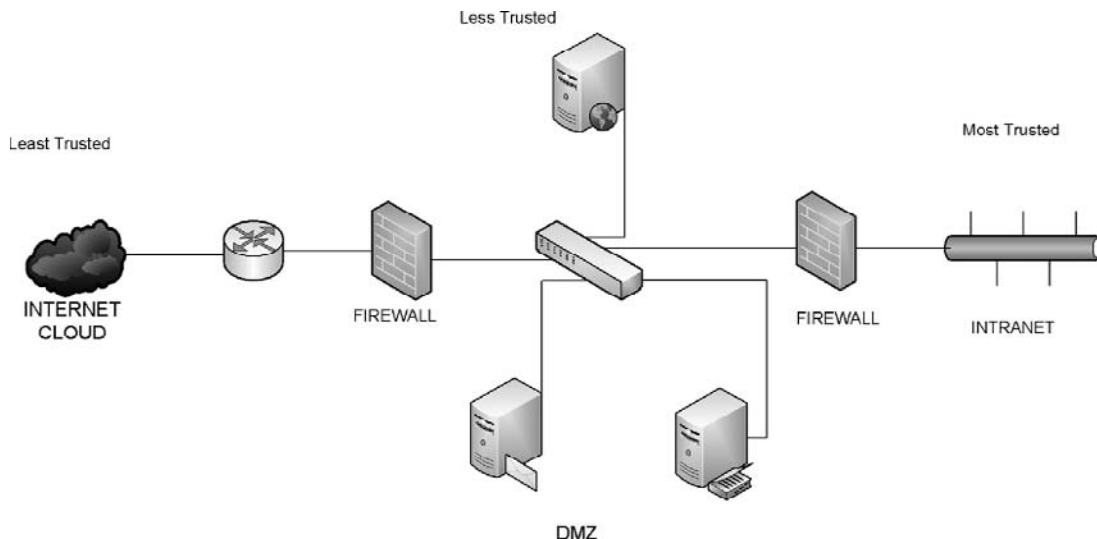 Less Trusted
Least Trusted
Most Trusted
INTERNET
CLOUD
FIREWALL
FIREWALL
INTRANET
DMZ